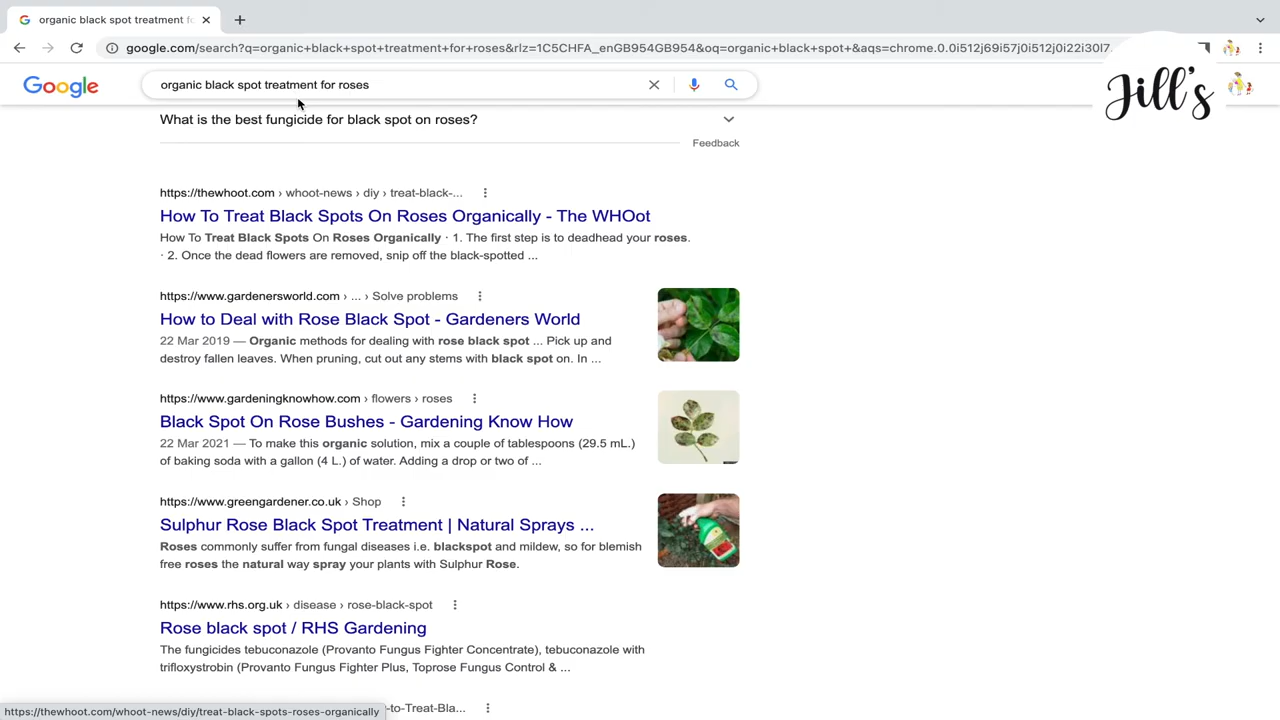 organic black spot treatment fo
google.com/search?q=organic+black+spot+treatment+for+roses&rlz=1C5CHFA_enGB954GB954&oq=organic+black+spot+&aqs=chrome.0.0i512j69i57j0i512j0i22i30l7.
Google
organic black spot treatment for roses
Jill's
What is the best fungicide for black spot on roses?
Feedback
https://thewhoot.com › whoot-news › diy › treat-black-...
How To Treat Black Spots On Roses Organically - The WHOot
How To Treat Black Spots On Roses Organically · 1. The first step is to deadhead your roses.
· 2. Once the dead flowers are removed, snip off the black-spotted ...
https://www.gardenersworld.com › ... › Solve problems
How to Deal with Rose Black Spot - Gardeners World
22 Mar 2019 — Organic methods for dealing with rose black spot ... Pick up and
destroy fallen leaves. When pruning, cut out any stems with black spot on. In ...
https://www.gardeningknowhow.com › flowers › roses
Black Spot On Rose Bushes - Gardening Know How
22 Mar 2021 — To make this organic solution, mix a couple of tablespoons (29.5 mL.)
of baking soda with a gallon (4 L.) of water. Adding a drop or two of ...
https://www.greengardener.co.uk › Shop
Sulphur Rose Black Spot Treatment | Natural Sprays ...
Roses commonly suffer from fungal diseases i.e. blackspot and mildew, so for blemish
free roses the natural way spray your plants with Sulphur Rose.
https://www.rhs.org.uk › disease › rose-black-spot
Rose black spot / RHS Gardening
The fungicides tebuconazole (Provanto Fungus Fighter Concentrate), tebuconazole with
trifloxystrobin (Provanto Fungus Fighter Plus, Toprose Fungus Control & ...
-to-Treat-Bla...
https://thewhoot.com/whoot-news/diy/treat-black-spots-roses-organically